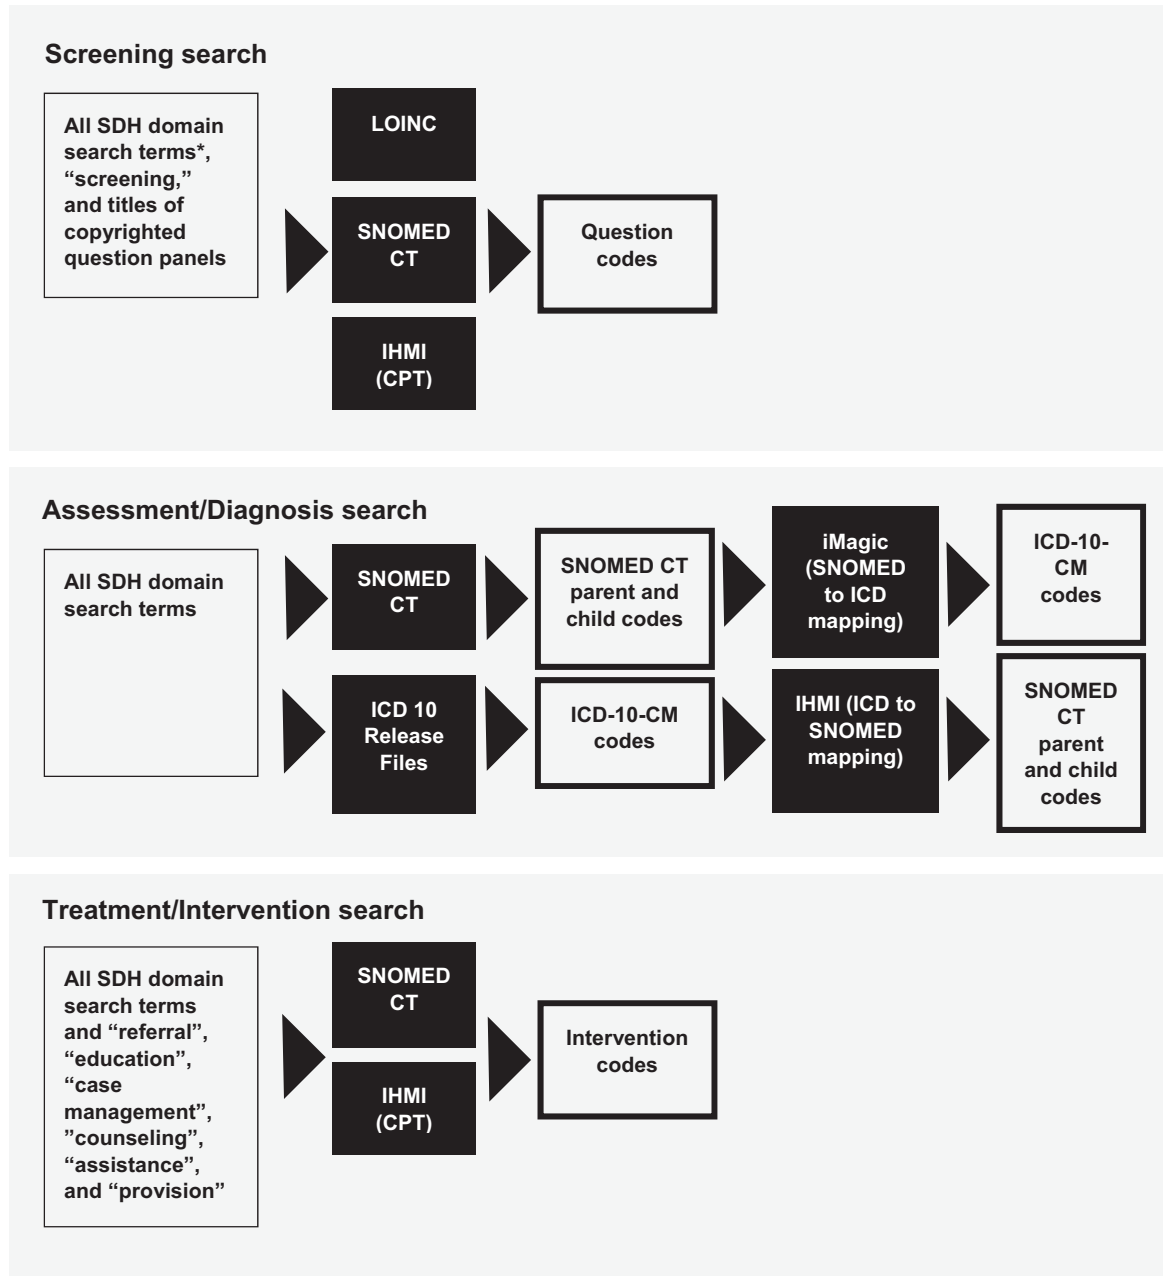 Screening search
All SDH domain
search terms*,
“screening,”
and titles of
copyrighted
question panels
LOINC
SNOMED
CT
IHMI
(CPT)
Question
codes
Assessment/Diagnosis search
All SDH domain
search terms
SNOMED
CT
SNOMED CT
parent and
child codes
iMagic
(SNOMED
to ICD
mapping)
ICD-10-
CM
codes
ICD 10
Release
Files
ICD-10-CM
codes
IHMI (ICD to
SNOMED
mapping)
SNOMED
CT
parent
and child
codes
Treatment/Intervention search
All SDH domain
search terms
and “referral”,
“education”,
“case
management”,
”counseling”,
“assistance”,
and “provision”
SNOMED
CT
IHMI
(CPT)
Intervention
codes